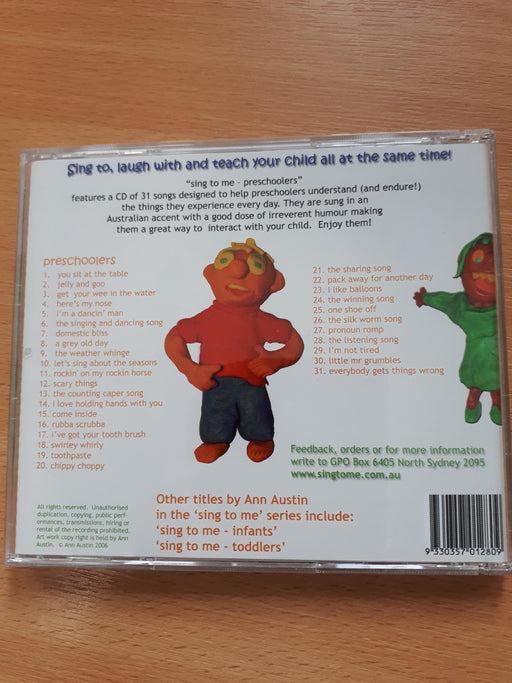 Sing to, laugh with and teach your child all at the same time!
"sing to me - preschoolers"
features a CD of 31 songs designed to help preschoolers understand (and endure!)
the things they experience every day. They are sung in an
Australian accent with a good dose of irreverent humour making
them a great way to interact with your child. Enjoy them!
preschoolers
1. you sit at the table
2. jelly and goo
3. get your wee in the water
4. here's my nose
5. i'm a dancin' man
6. the singing and dancing song
7. domestic bliss
8. a grey old day
9. the weather whinge
10. let's sing about the seasons
11. rockin' on my rockin horse
12. scary things
13. the counting caper song
14. I love holding hands with you
15. come inside
16. rubba scrubba
17. i've got your tooth brush
18. swirley whirly
19. toothpaste
20. chippy choppy
21. the sharing song
22. pack away for another day
23. I like balloons
24. the winning song
25. one shoe off
26. the silk worm song
27. pronoun romp
28. the listening song
29. I'm not tired
30. little mr grumbles
31. everybody gets things wrong
Feedback, orders or for more information
write to GPO Box 6405 North Sydney 2095
www.singtome.com.au
All rights reserved. Unauthorised
duplication, copying, public perf-
ormances, transmissions, hiring or
rental of the recording prohibited.
Art work copy right is held by Ann
Austin. © Ann Austin 2006
Other titles by Ann Austin
in the 'sing to me' series include:
'sing to me - infants'
'sing to me - toddlers'
9 330357 012809